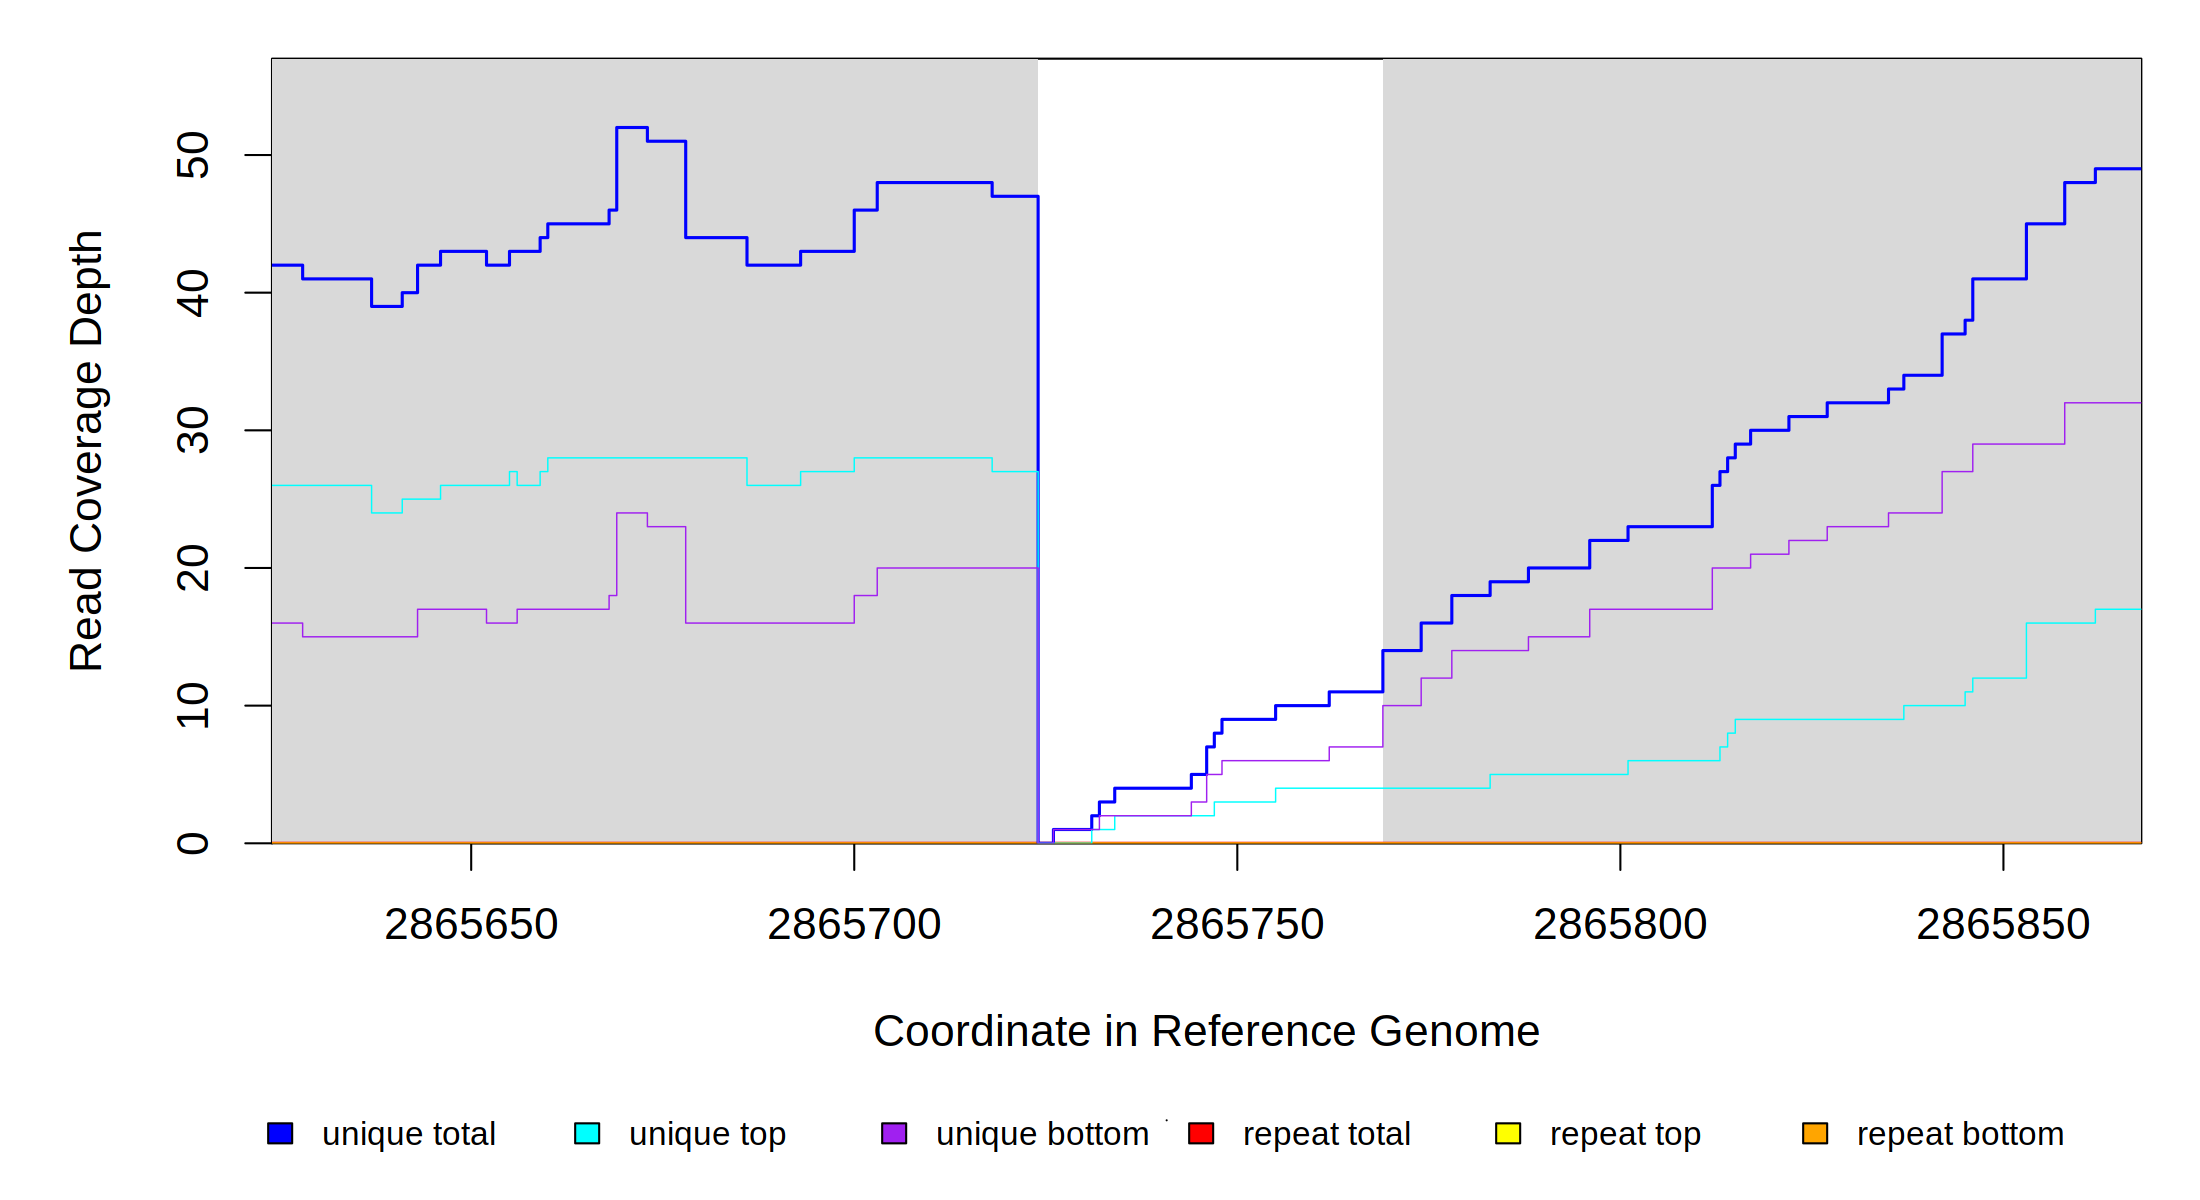 Read Coverage Depth
50
40
30
20
10
0
2865650 2865700 2865750 2865800 2865850
Coordinate in Reference Genome
unique total unique top unique bottom repeat total repeat top repeat bottom